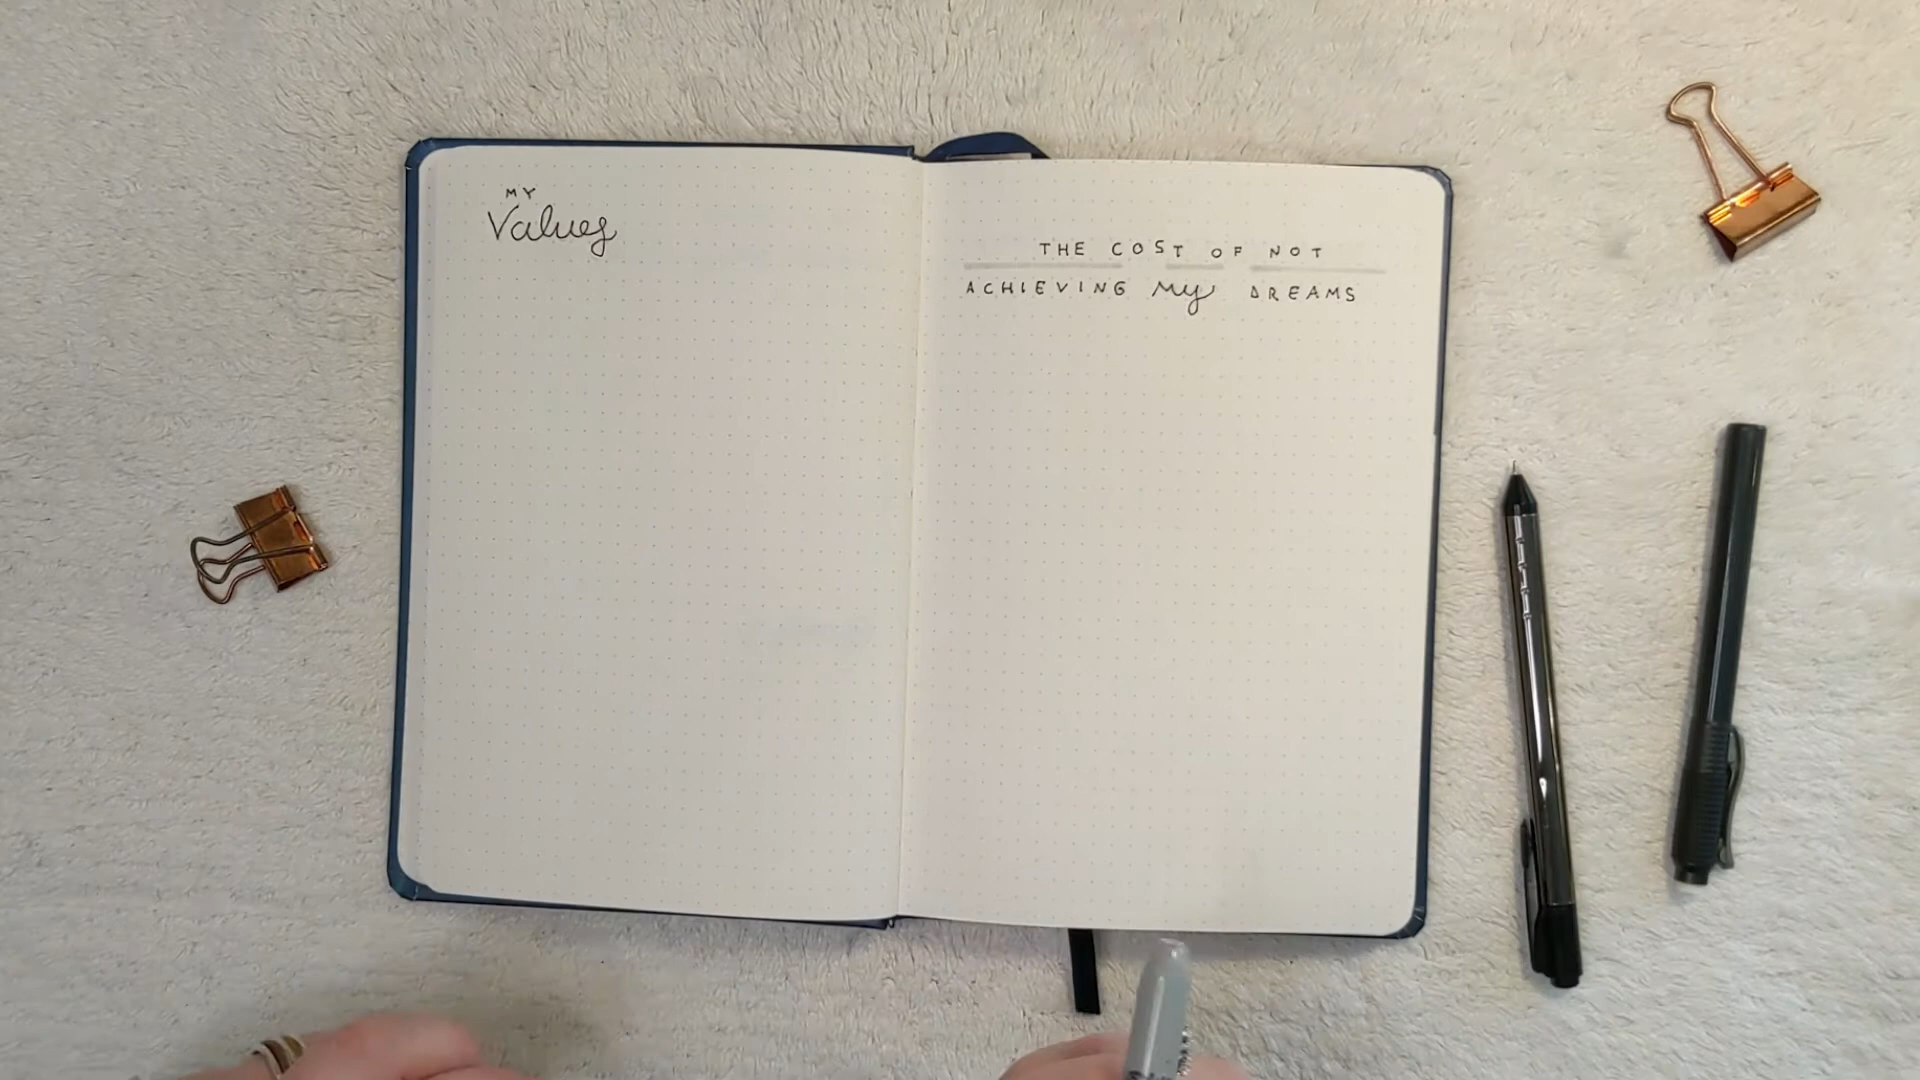 MY
Values
THE COST OF NOT
ACHIEVING My DREAMS